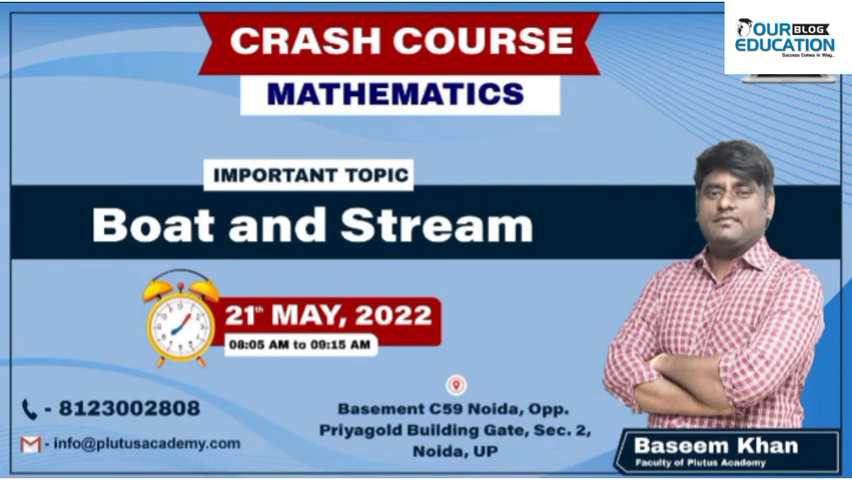 CRASH COURSE
MATHEMATICS
OUR BLOG
EDUCATION
Success Comes in Way...
IMPORTANT TOPIC
Boat and Stream
21th MAY, 2022
08:05 AM to 09:15 AM
- 8123002808
- info@plutusacademy.com
Basement C59 Noida, Opp.
Priyagold Building Gate, Sec. 2,
Noida, UP
Baseem Khan
Faculty of Plutus Academy